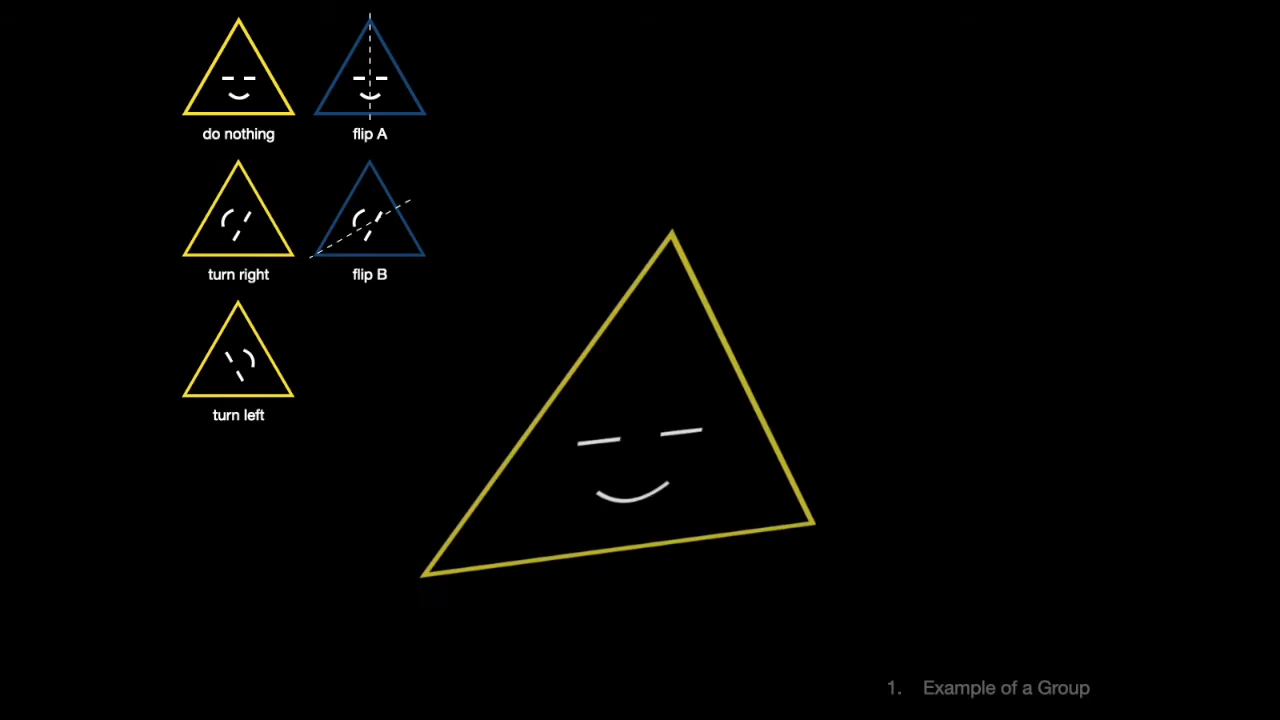 do nothing
flip A
turn right
flip B
turn left
1. Example of a Group